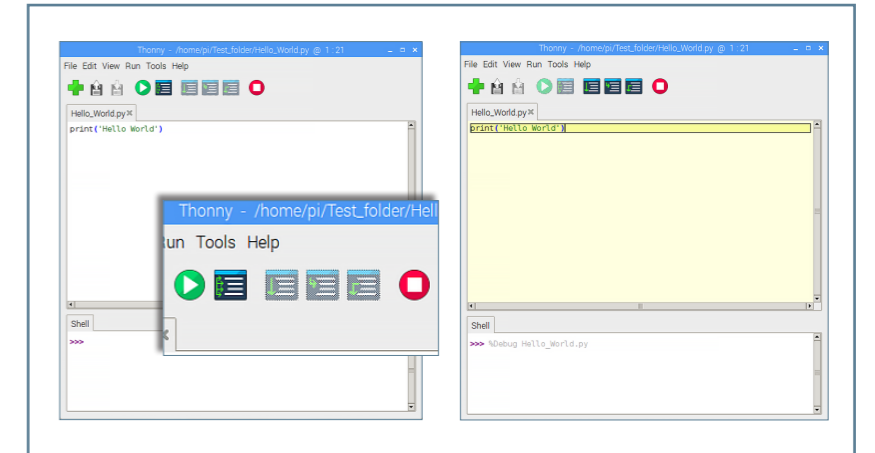 Thonny - /home/pi/Test_folder/Hello_World.py @ 1:21
File Edit View Run Tools Help
Hello_World.py
print('Hello World')
Shell
>>>
Thonny - /home/pi/Test_folder/Hell
un Tools Help
Thonny - /home/pi/Test_folder/Hello_World.py @ 1:21
File Edit View Run Tools Help
Hello_World.py
print('Hello World')
Shell
>>> %Debug Hello_World.py